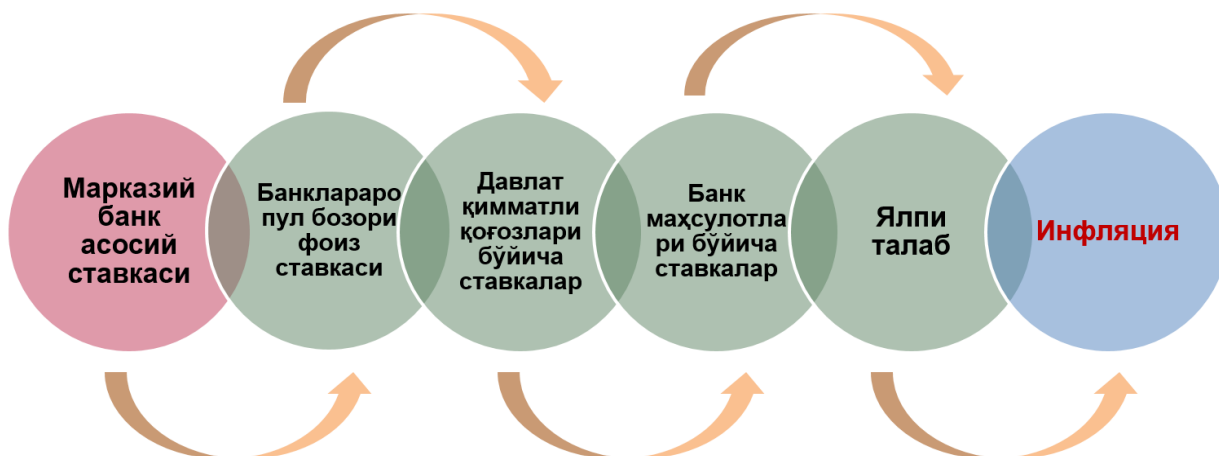 Марказий
банк
асосий
ставкаси
Банклараро
пул бозори
фоиз
ставкаси
Давлат
қимматли
қоғозлари
бўйича
ставкалар
Банк
маҳсулотла
ри бўйича
ставкалар
Ялпи
талаб
Инфляция